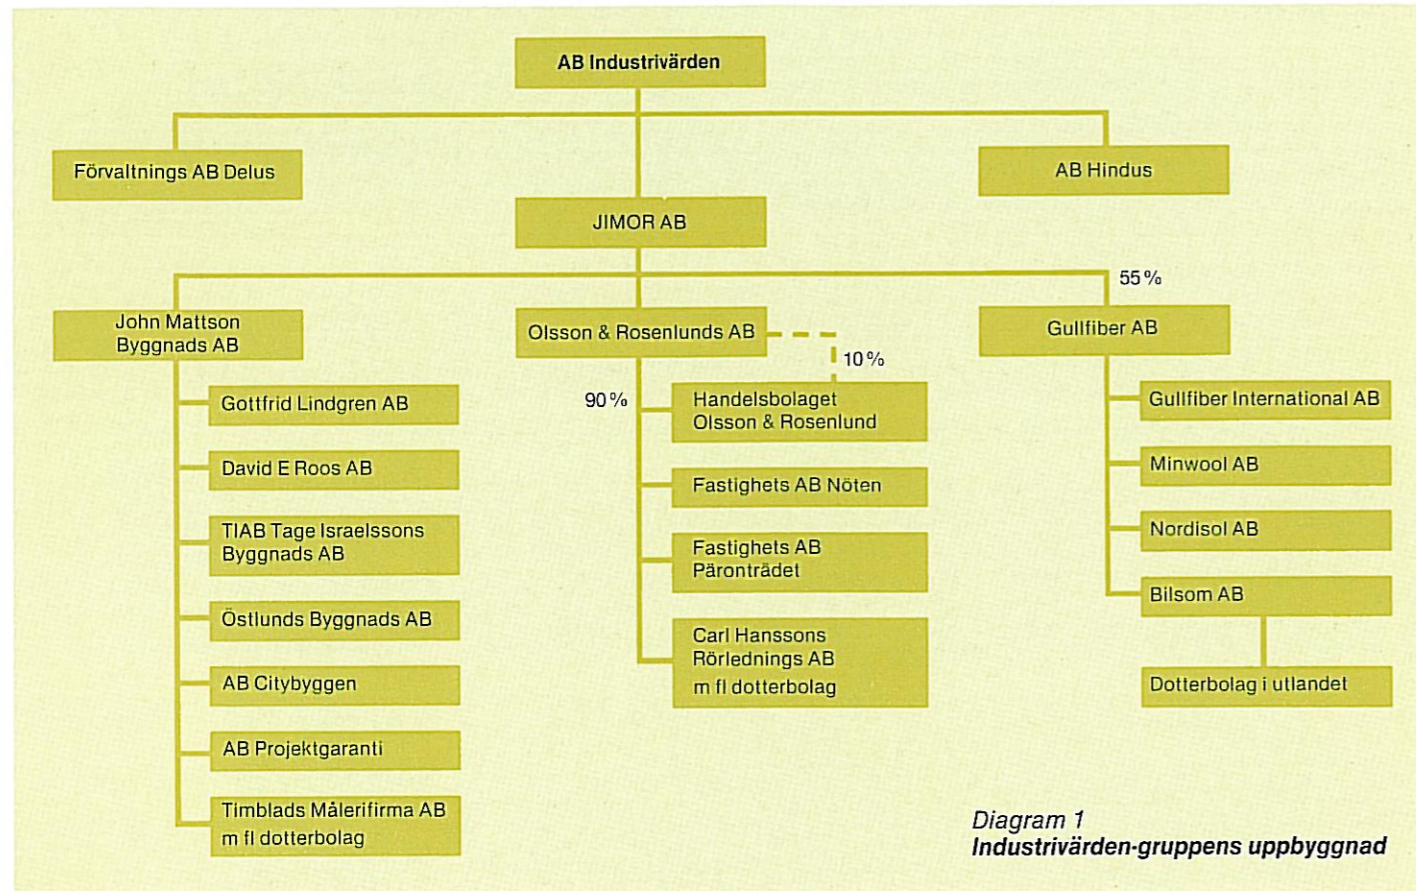 AB Industrivärden
Förvaltnings AB Delus
AB Hindus
JIMOR AB
55%
John Mattson
Byggnads AB
Olsson & Rosenlunds AB
Gullfiber AB
10%
90%
Gottfrid Lindgren AB
David E Roos AB
TIAB Tage Israelssons
Byggnads AB
Östlunds Byggnads AB
AB Citybyggen
AB Projektgaranti
Timblads Målerifirma AB
m fl dotterbolag
Handelsbolaget
Olsson & Rosenlund
Fastighets AB Nöten
Fastighets AB
Päronträdet
Carl Hanssons
Rörlednings AB
m fl dotterbolag
Gullfiber International AB
Minwool AB
Nordisol AB
Bilsom AB
Dotterbolag i utlandet
Diagram 1
Industrivärden-gruppens uppbyggnad